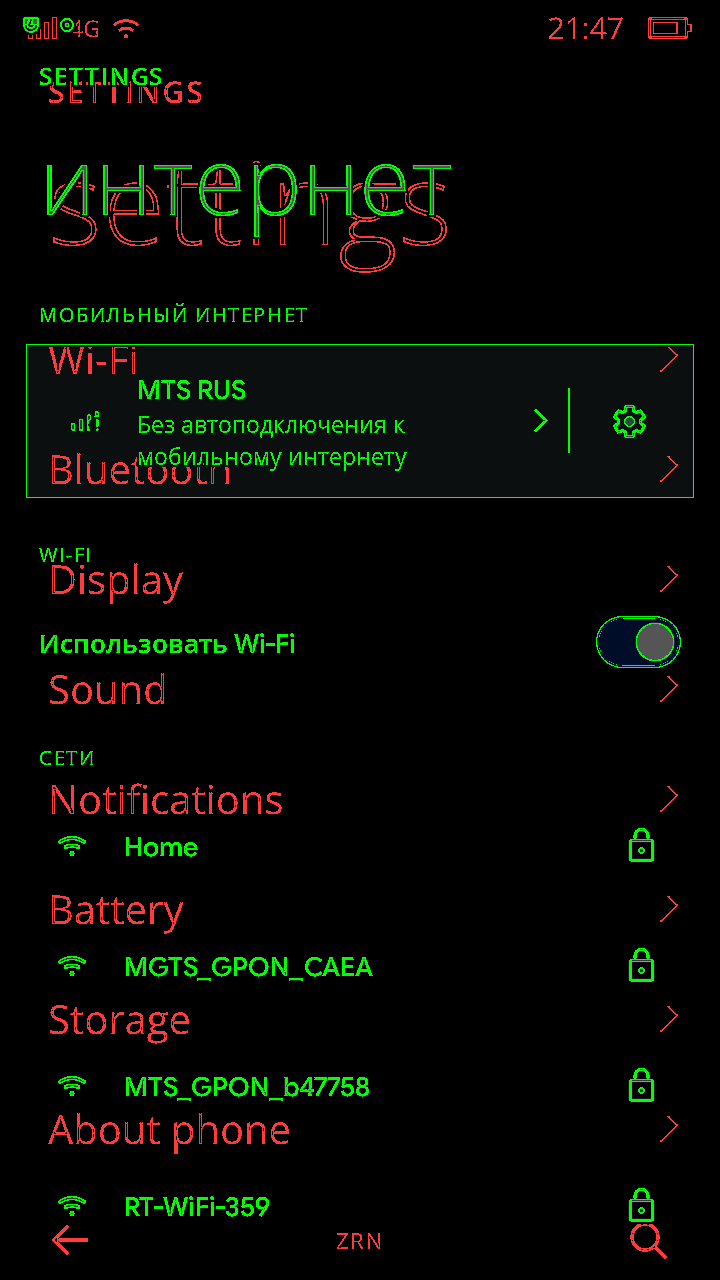 4G 21:47
SETTINGS
SETTINGS
интернет
settings
МОБИЛЬНЫЙ ИНТЕРНЕТ
Wi-Fi
MTS RUS
Без автоподключения к
мобильному интернету
Bluetooth
WI-FI
Display
Использовать Wi-Fi
Sound
СЕТИ
Notifications
Home
Battery
MGTS_GPON_CAEA
Storage
MTS_GPON_b47758
About phone
RT-WiFi-359
ZRN